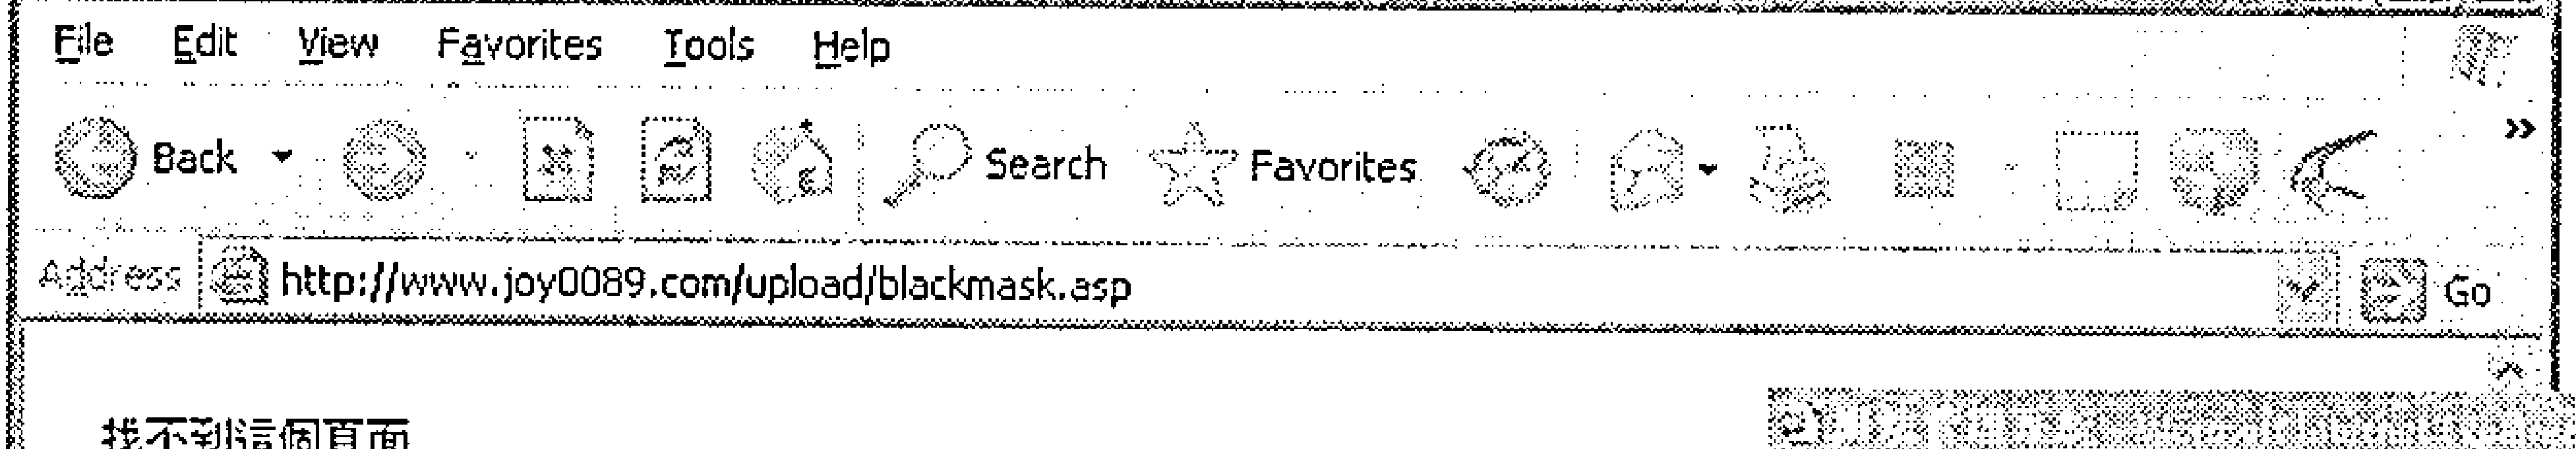 File Edit View Favorites Tools Help
Back Search Favorites »
Address http://www.joy0089.com/upload/blackmask.asp Go
找不到這個頁面